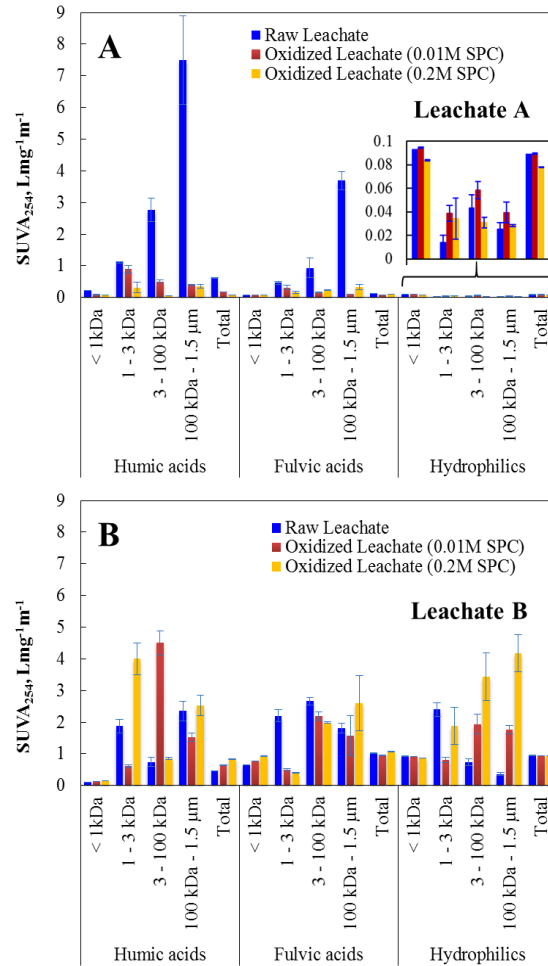 9
8
7
6
5
4
3
2
1
0
SUVA254, Lmg-1m-1
A
Raw Leachate
Oxidized Leachate (0.01M SPC)
Oxidized Leachate (0.2M SPC)
Leachate A
0.1
0.08
0.06
0.04
0.02
0
< 1kDa
1 - 3 kDa
3 - 100 kDa
100 kDa - 1.5 µm
Total
< 1kDa
1 - 3 kDa
3 - 100 kDa
100 kDa - 1.5 µm
Total
< 1kDa
1 - 3 kDa
3 - 100 kDa
100 kDa - 1.5 µm
Total
Humic acids
Fulvic acids
Hydrophilics
9
8
7
6
5
4
3
2
1
0
SUVA254, Lmg-1m-1
B
Raw Leachate
Oxidized Leachate (0.01M SPC)
Oxidized Leachate (0.2M SPC)
Leachate B
< 1kDa
1 - 3 kDa
3 - 100 kDa
100 kDa - 1.5 µm
Total
< 1kDa
1 - 3 kDa
3 - 100 kDa
100 kDa - 1.5 µm
Total
< 1kDa
1 - 3 kDa
3 - 100 kDa
100 kDa - 1.5 µm
Total
Humic acids
Fulvic acids
Hydrophilics